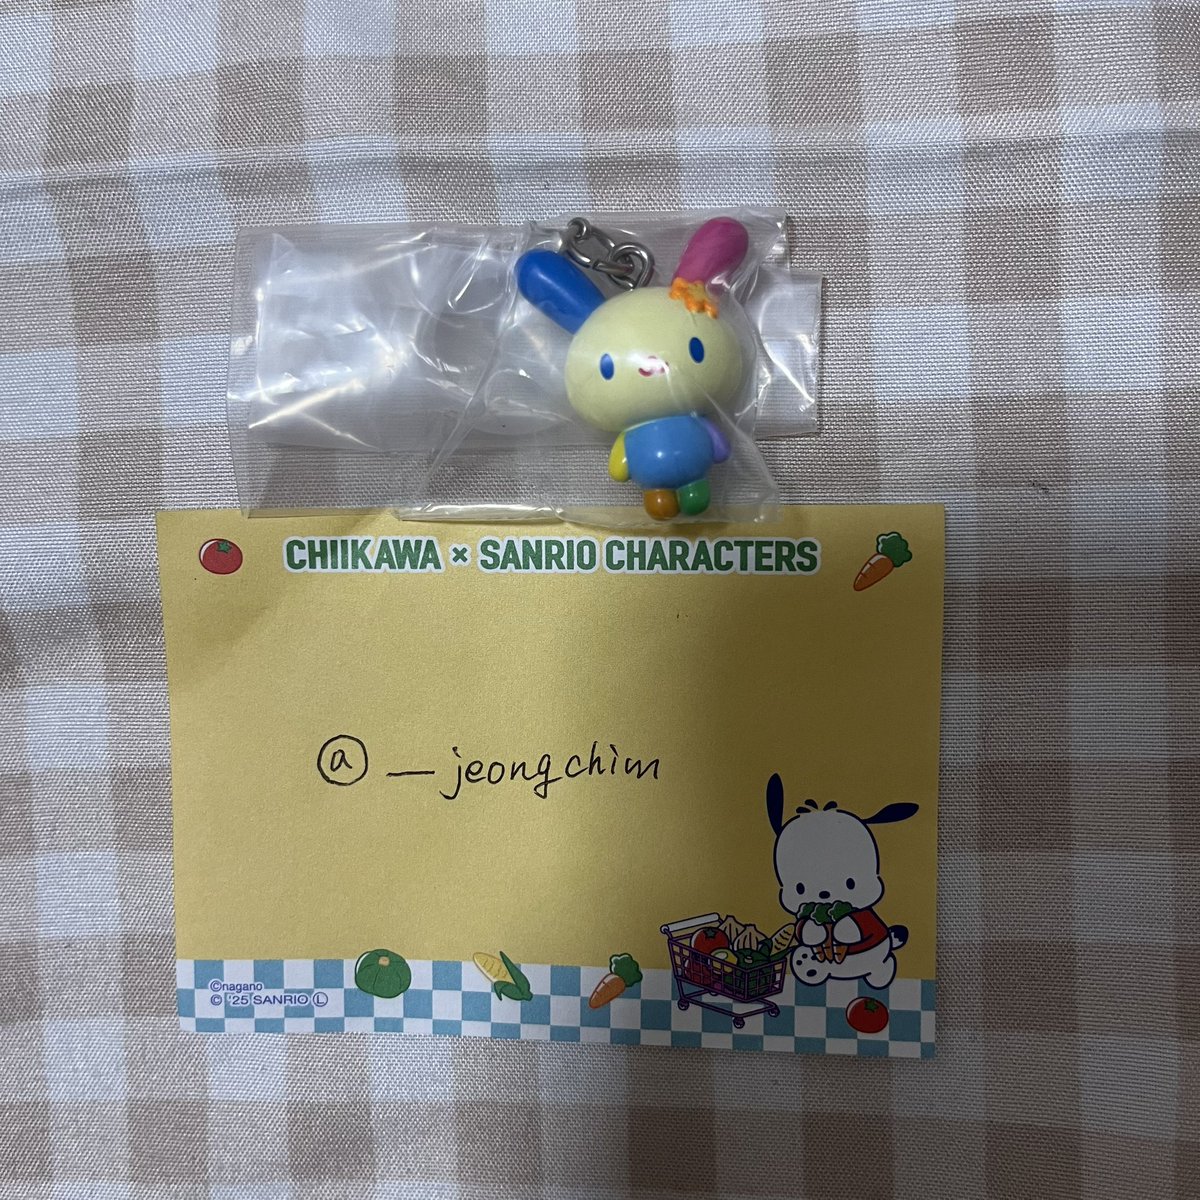 CHIIKAWA × SANRIO CHARACTERS
@_jeongchim
©nagano
© '25 SANRIO Ⓛ